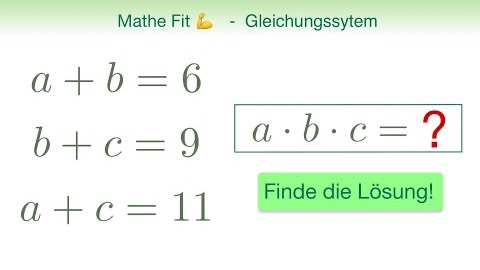 Mathe Fit 💪 - Gleichungssytem
a + b = 6
b + c = 9
a + c = 11
a · b · c = ?
Finde die Lösung!